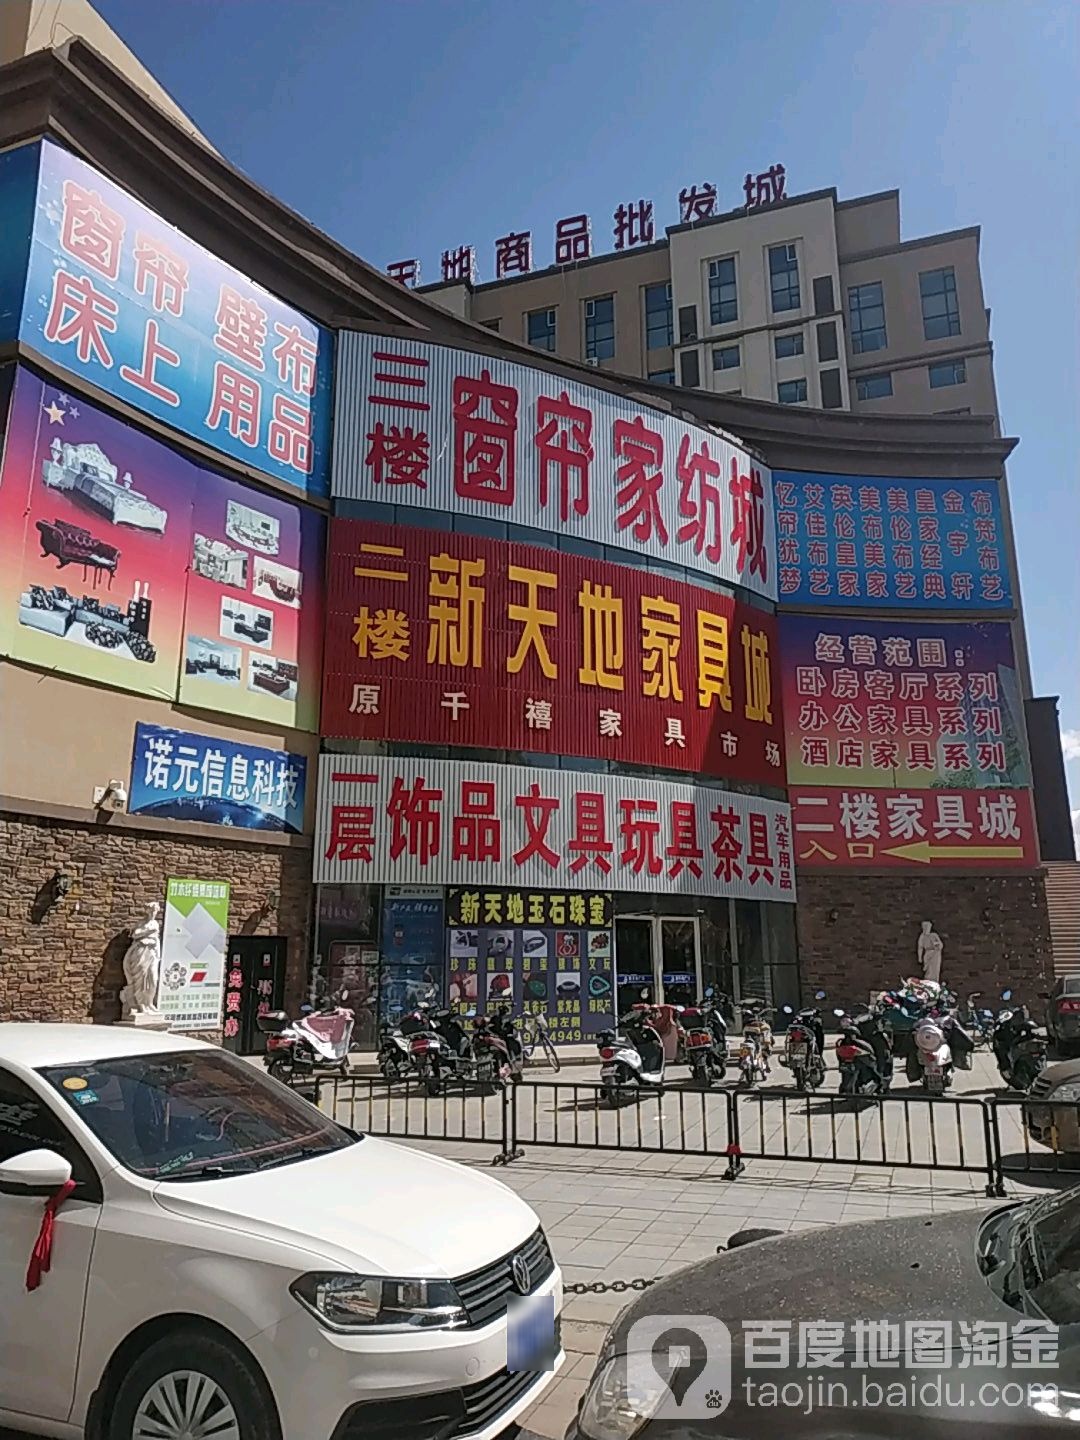 天地商品批发城
窗帘 壁布
床上 用品
三楼 窗帘家纺城
忆艾英美美皇金布
帘佳伦布伦家宇梵
犹布皇美布经 布
梦艺家家艺典轩艺
二楼 新天地家具城
原千禧家具市场
经营范围:
卧房客厅系列
办公家具系列
酒店家具系列
诺元信息科技
一层 饰品文具玩具茶具 汽车用品
二楼家具城
入口
新天地玉石珠宝
4949
百度地图淘金
taojin.baidu.com